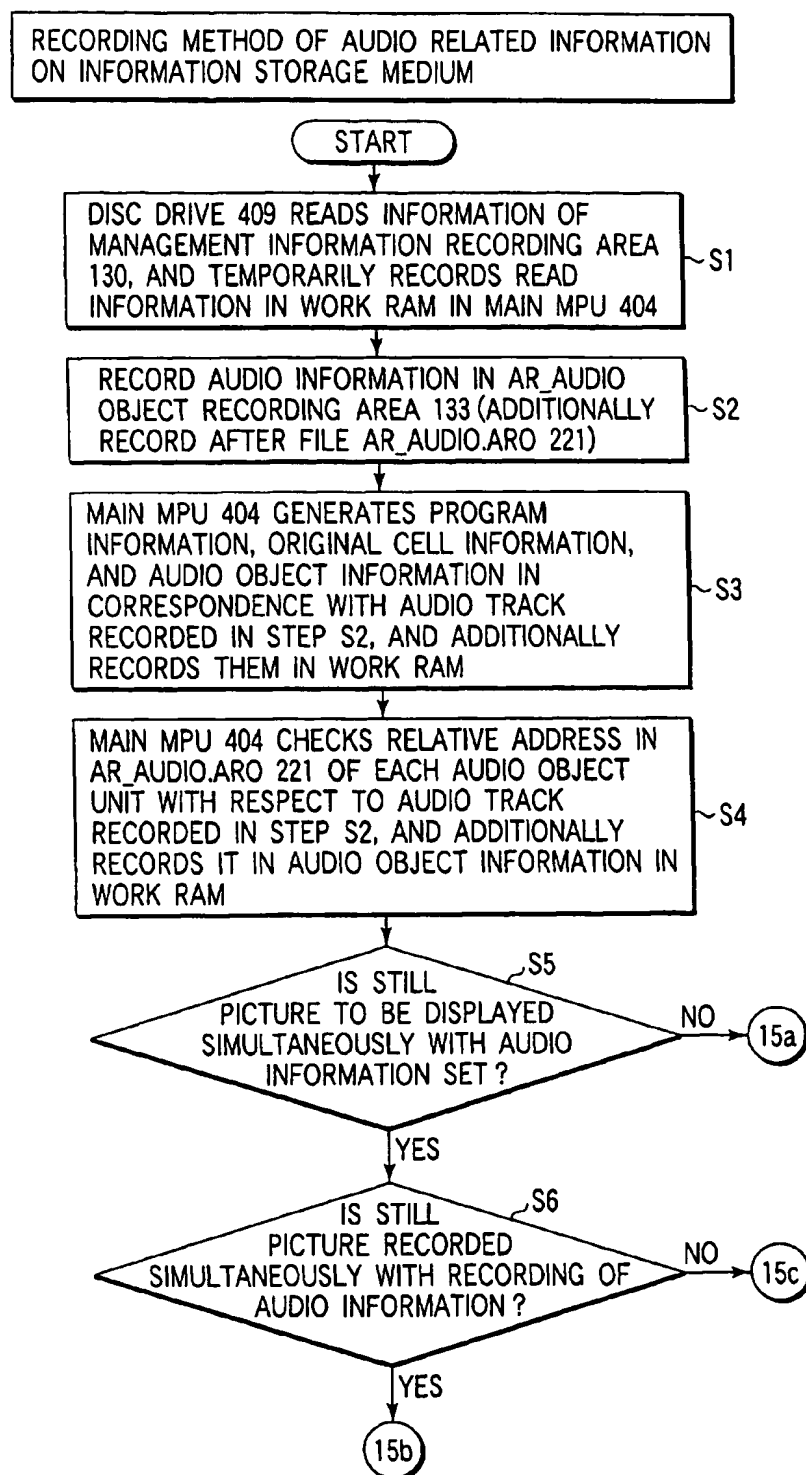 RECORDING METHOD OF AUDIO RELATED INFORMATION
ON INFORMATION STORAGE MEDIUM
START
DISC DRIVE 409 READS INFORMATION OF
MANAGEMENT INFORMATION RECORDING AREA
130, AND TEMPORARILY RECORDS READ
INFORMATION IN WORK RAM IN MAIN MPU 404
S1
RECORD AUDIO INFORMATION IN AR_AUDIO
OBJECT RECORDING AREA 133 (ADDITIONALLY
RECORD AFTER FILE AR_AUDIO.ARO 221)
S2
MAIN MPU 404 GENERATES PROGRAM
INFORMATION, ORIGINAL CELL INFORMATION,
AND AUDIO OBJECT INFORMATION IN
CORRESPONDENCE WITH AUDIO TRACK
RECORDED IN STEP S2, AND ADDITIONALLY
RECORDS THEM IN WORK RAM
S3
MAIN MPU 404 CHECKS RELATIVE ADDRESS IN
AR_AUDIO.ARO 221 OF EACH AUDIO OBJECT
UNIT WITH RESPECT TO AUDIO TRACK
RECORDED IN STEP S2, AND ADDITIONALLY
RECORDS IT IN AUDIO OBJECT INFORMATION IN
WORK RAM
S4
S5
IS STILL
PICTURE TO BE DISPLAYED
SIMULTANEOUSLY WITH AUDIO
INFORMATION SET ?
NO
15a
YES
S6
IS STILL
PICTURE RECORDED
SIMULTANEOUSLY WITH RECORDING OF
AUDIO INFORMATION ?
NO
15c
YES
15b